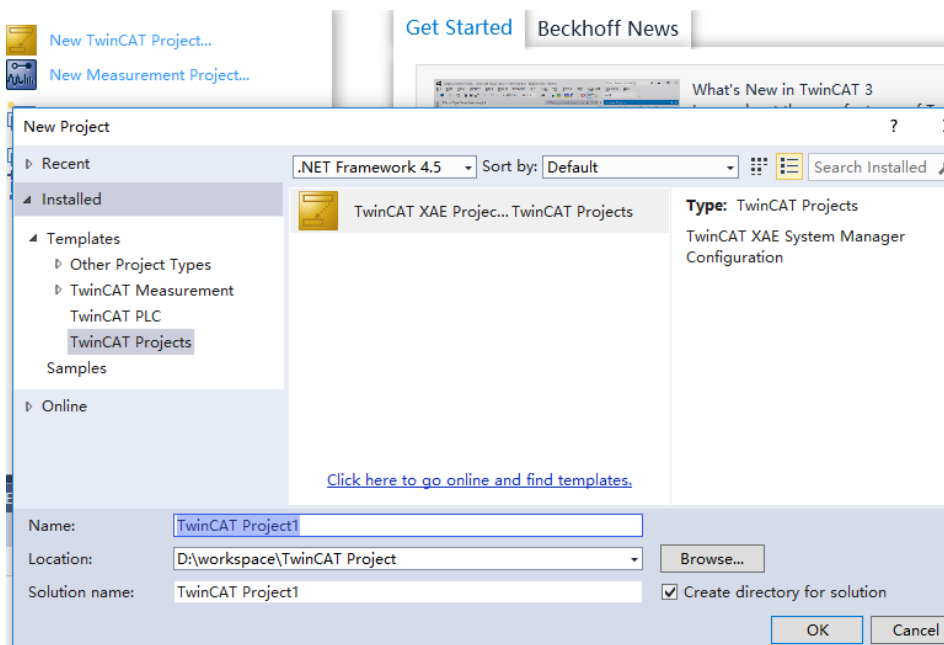 Get Started Beckhoff News
New TwinCAT Project...
New Measurement Project...
What's New in TwinCAT 3
New Project ?
Recent .NET Framework 4.5 Sort by: Default Search Installed
Installed TwinCAT XAE Projec... TwinCAT Projects Type: TwinCAT Projects
TwinCAT XAE System Manager
Configuration
Templates
Other Project Types
TwinCAT Measurement
TwinCAT PLC
TwinCAT Projects
Samples
Online
Click here to go online and find templates.
Name: TwinCAT Project1
Location: D:\workspace\TwinCAT Project Browse...
Solution name: TwinCAT Project1 Create directory for solution
OK Cancel